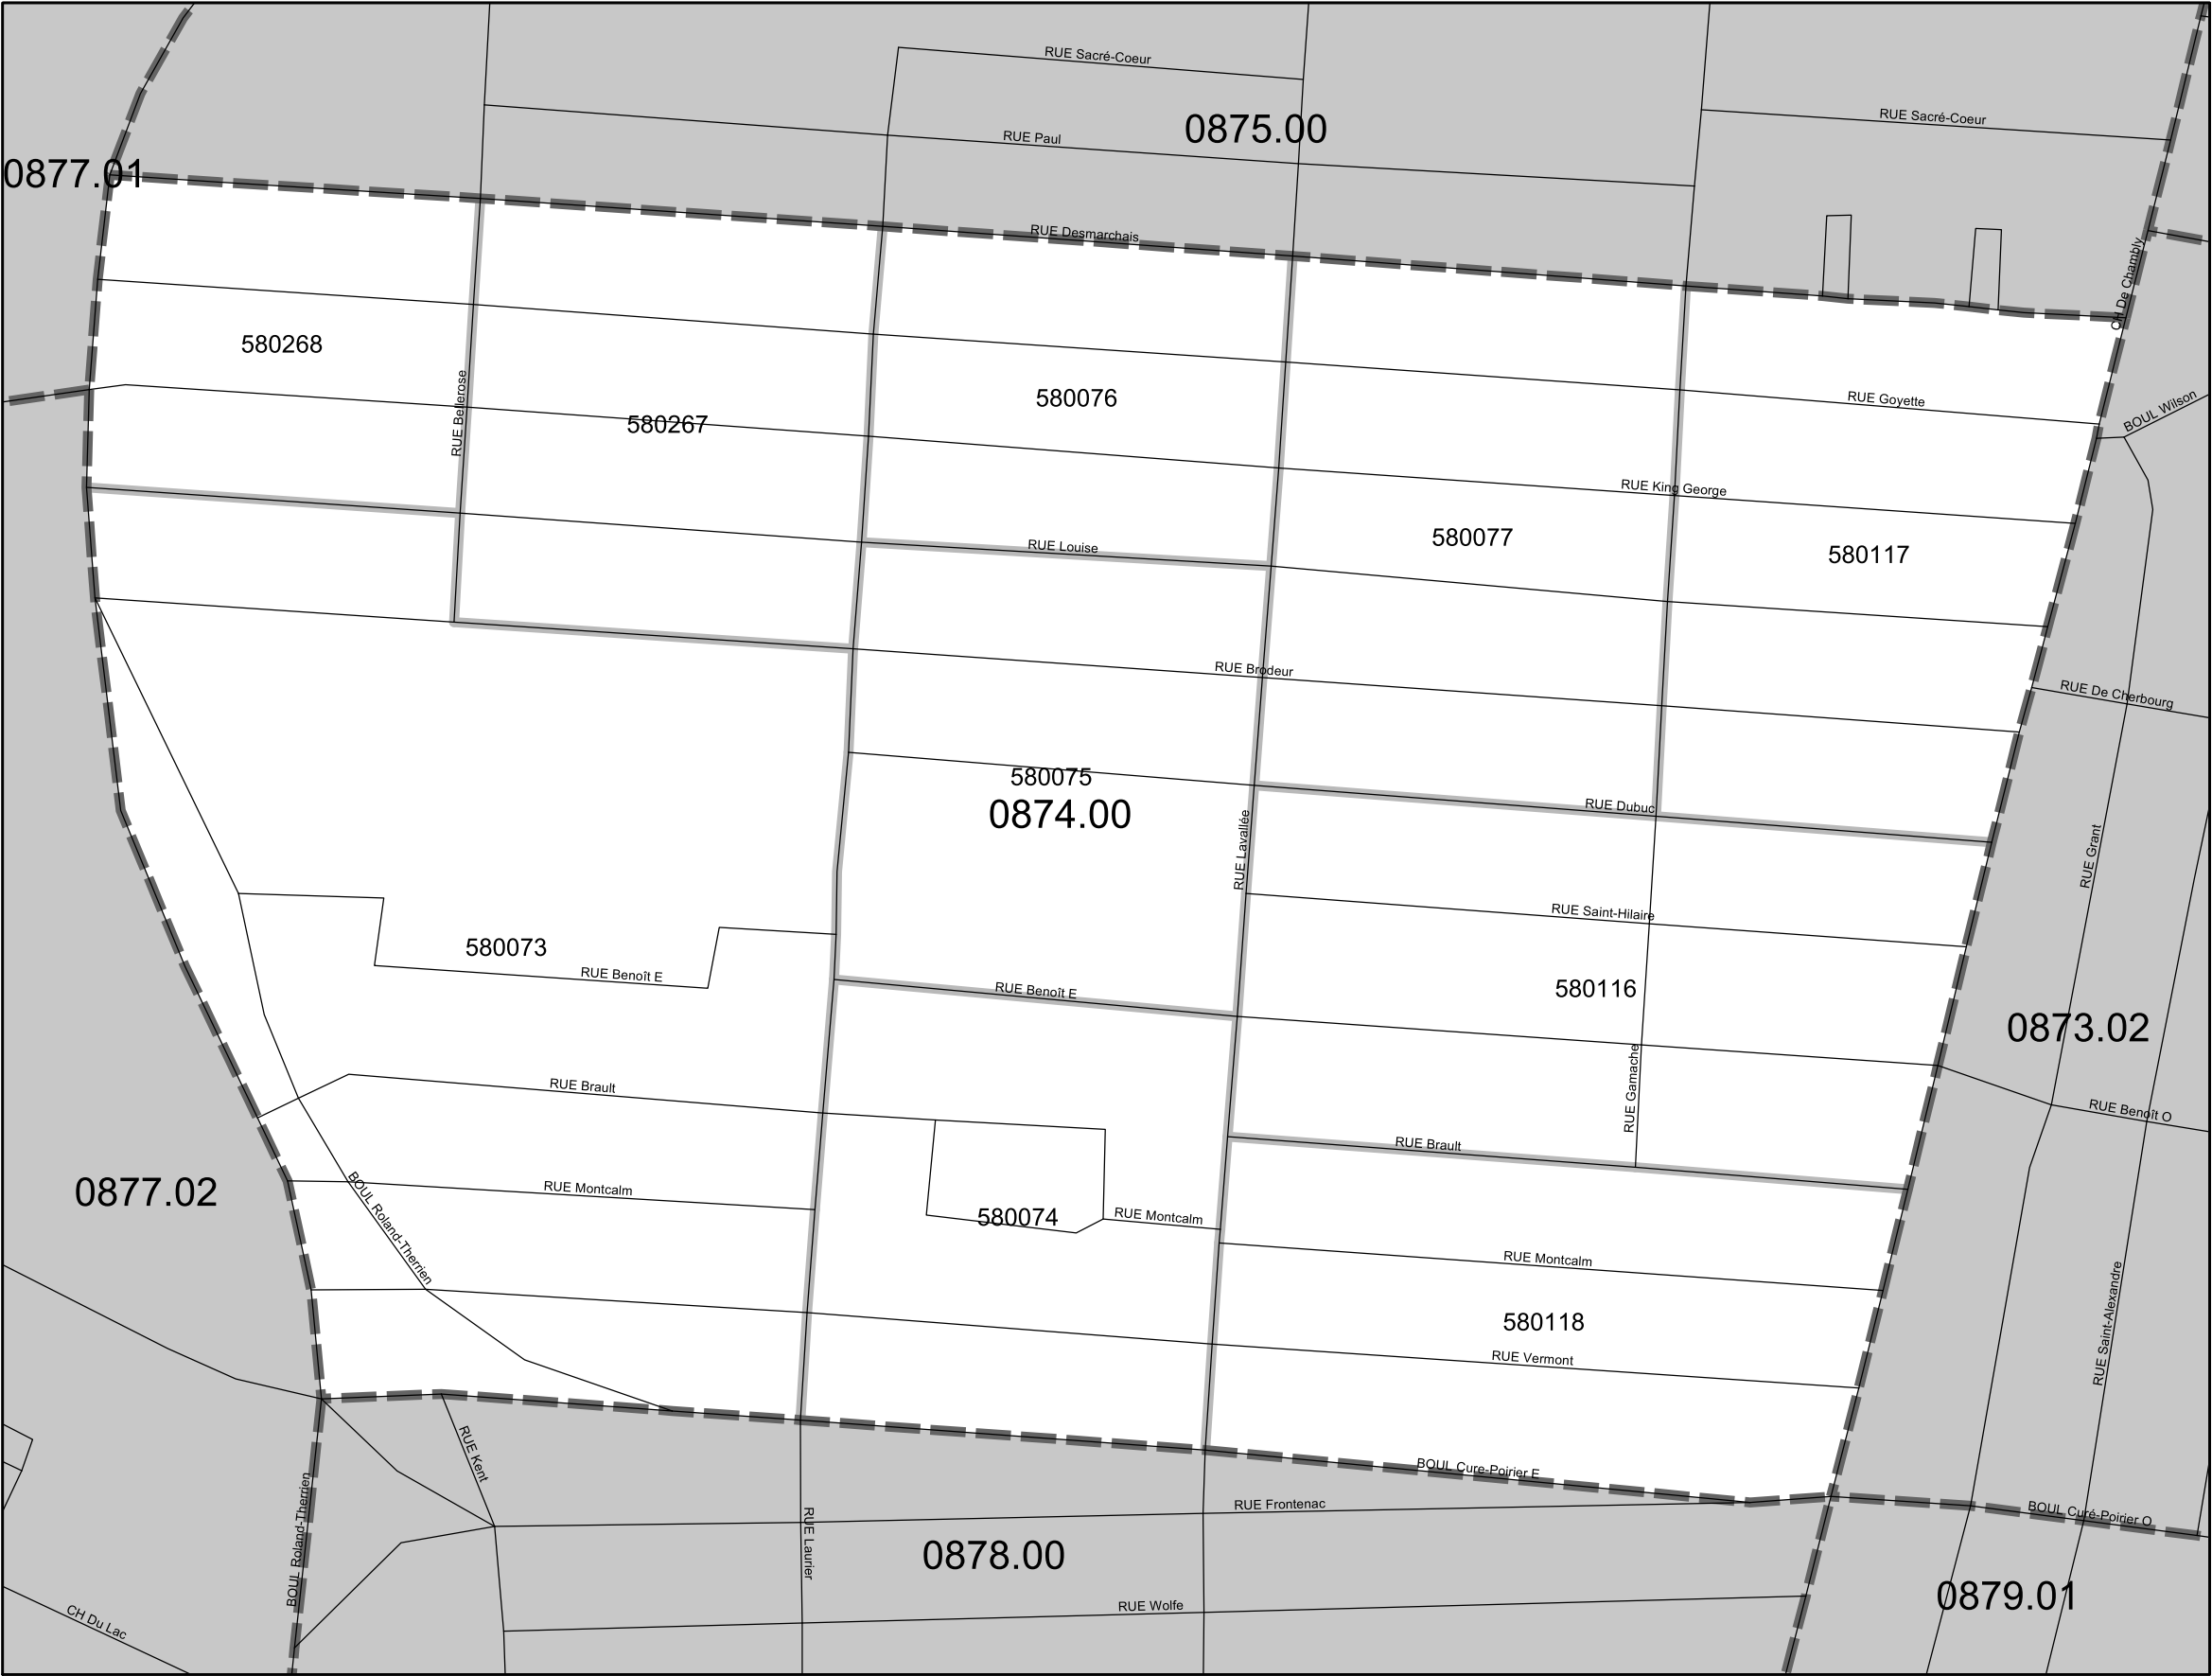 RUE Sacré-Coeur
RUE Sacré-Coeur
0875.00
RUE Paul
0877.01
RUE Desmarchais
CH De Chambly
580268
580076
RUE Goyette
BOUL Wilson
RUE Bellerose
580267
RUE King George
580077
580117
RUE Louise
RUE Brodeur
RUE De Cherbourg
580075
0874.00
RUE Dubuc
RUE Lavallée
RUE Grant
RUE Saint-Hilaire
580073
RUE Benoît E
RUE Benoît E
580116
0873.02
RUE Gamache
RUE Brault
RUE Benoît O
RUE Brault
0877.02
RUE Montcalm
BOUL Roland-Therrien
580074
RUE Montcalm
RUE Montcalm
580118
RUE Saint-Alexandre
RUE Vermont
RUE Kent
BOUL Cure-Poirier E
BOUL Roland-Therrien
RUE Frontenac
BOUL Curé-Poirier O
RUE Laurier
0878.00
0879.01
RUE Wolfe
CH Du Lac